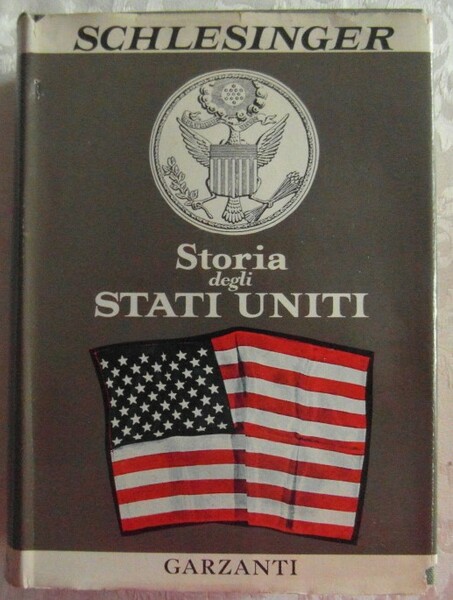 SCHLESINGER
Storia
degli
STATI UNITI
GARZANTI